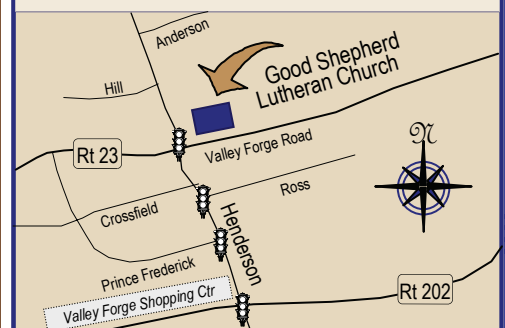 Anderson
Good Shepherd
Lutheran Church
Hill
N
Rt 23
Valley Forge Road
Ross
Crossfield
Henderson
Prince Frederick
Valley Forge Shopping Ctr
Rt 202